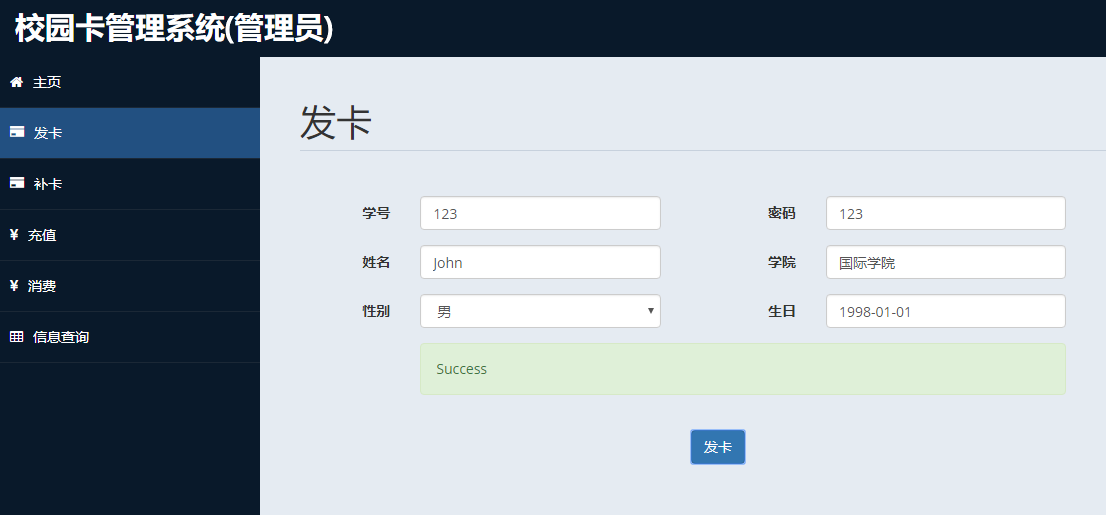 校园卡管理系统(管理员)
主页
发卡
补卡
充值
消费
信息查询
发卡
学号 123 密码 123
姓名 John 学院 国际学院
性别 男 生日 1998-01-01
Success
发卡